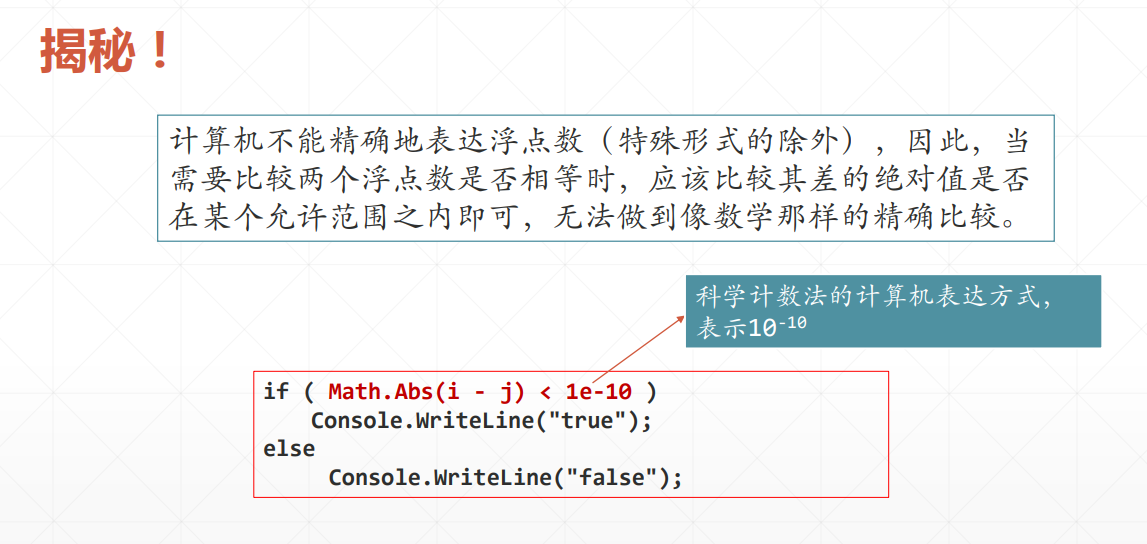 揭秘！
计算机不能精确地表达浮点数（特殊形式的除外），因此，当
需要比较两个浮点数是否相等时，应该比较其差的绝对值是否
在某个允许范围之内即可，无法做到像数学那样的精确比较。
科学计数法的计算机表达方式，
表示10⁻¹⁰
if ( Math.Abs(i - j) < 1e-10 )
Console.WriteLine("true");
else
Console.WriteLine("false");